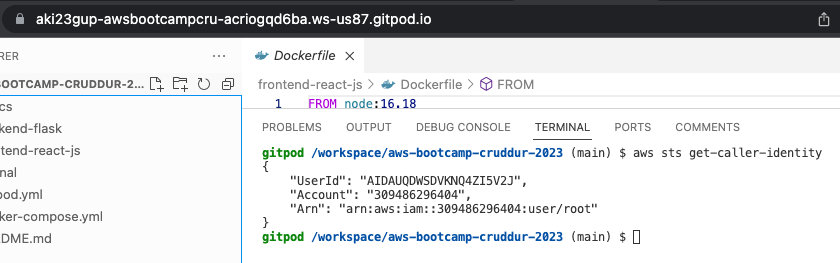 aki23gup-awsbootcampcru-acriogqd6ba.ws-us87.gitpod.io
RER ...
OOTCAMP-CRUDDUR-2...
cs
kend-flask
tend-react-js
nal
pod.yml
ker-compose.yml
DME.md
Dockerfile ×
frontend-react-js > Dockerfile > FROM
1 FROM node:16.18
PROBLEMS OUTPUT DEBUG CONSOLE TERMINAL PORTS COMMENTS
gitpod /workspace/aws-bootcamp-cruddur-2023 (main) $ aws sts get-caller-identity
{
"UserId": "AIDAUQDWSDVKNQ4ZI5V2J",
"Account": "309486296404",
"Arn": "arn:aws:iam::309486296404:user/root"
}
gitpod /workspace/aws-bootcamp-cruddur-2023 (main) $